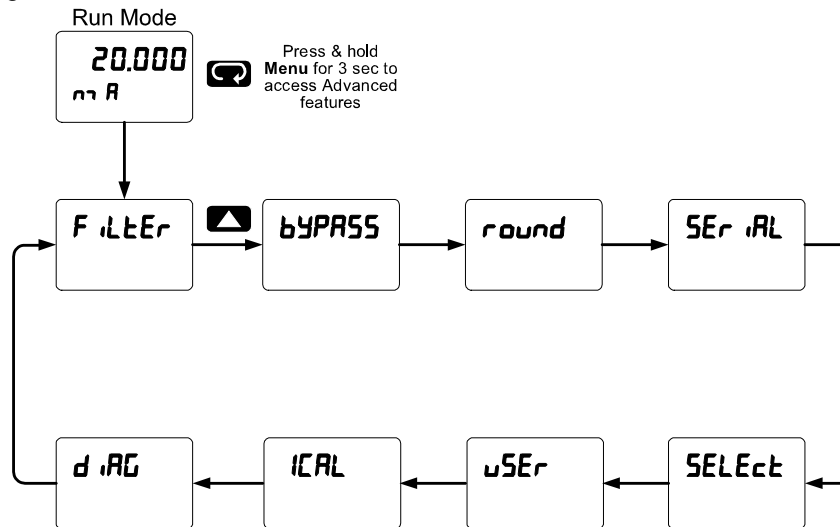 Run Mode
20.000
mA
Press & hold
Menu for 3 sec to
access Advanced
features
FiLtEr
bYPASS
round
SEriAL
diAG
ICAL
uSEr
SELEct